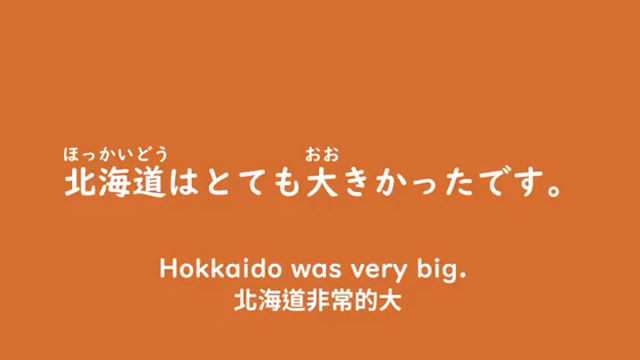 ほっかいどう おお
北海道はとても大きかったです。
Hokkaido was very big.
北海道非常的大